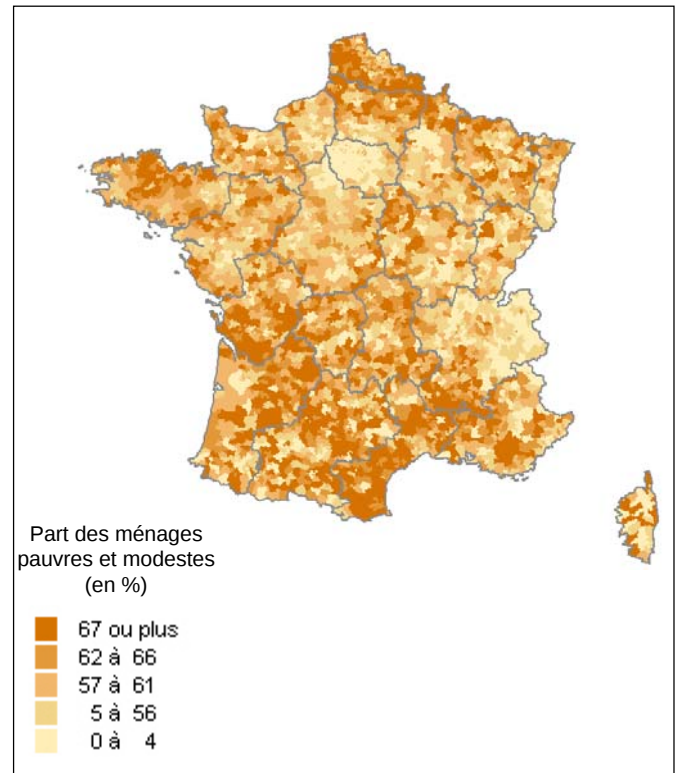 Part des ménages
pauvres et modestes
(en %)
67 ou plus
62 à 66
57 à 61
5 à 56
0 à 4